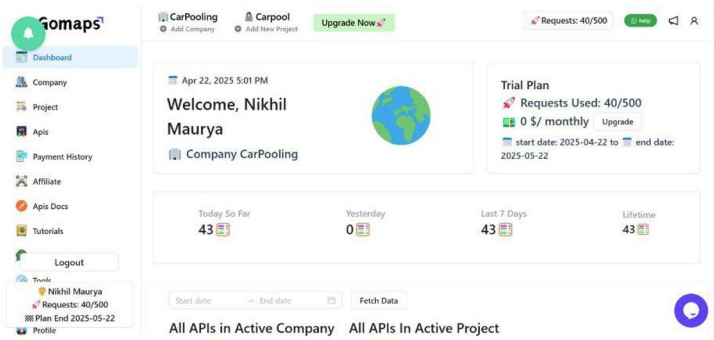 Gomaps
CarPooling
Add Company
Carpool
Add New Project
Upgrade Now
Requests: 40/500
help
Dashboard
Company
Project
Apis
Payment History
Affiliate
Apis Docs
Tutorials
Logout
Tools
Nikhil Maurya
Requests: 40/500
Plan End 2025-05-22
Profile
Apr 22, 2025 5:01 PM
Welcome, Nikhil
Maurya
Company CarPooling
Trial Plan
Requests Used: 40/500
0 $/ monthly
Upgrade
start date: 2025-04-22 to end date:
2025-05-22
Today So Far
43
Yesterday
0
Last 7 Days
43
Lifetime
43
Start date → End date
Fetch Data
All APIs in Active Company
All APIs In Active Project